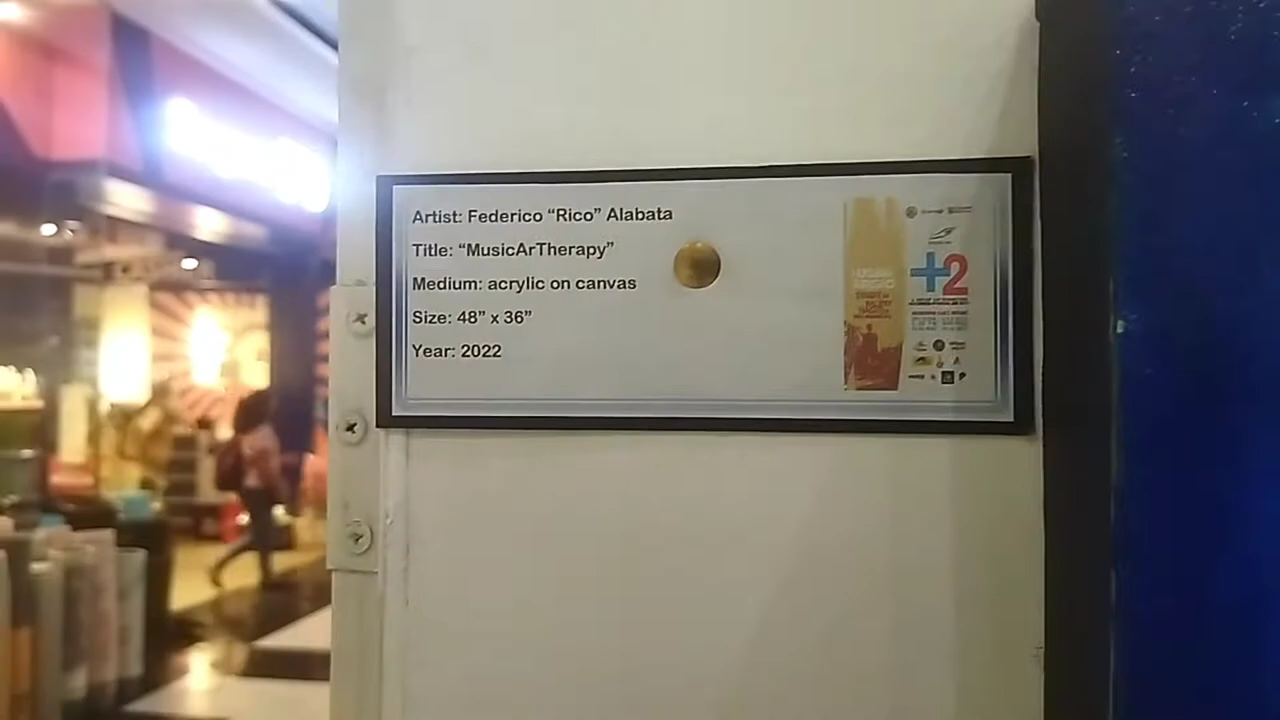 Artist: Federico “Rico” Alabata
Title: “MusicArTherapy”
Medium: acrylic on canvas
Size: 48” x 36”
Year: 2022
+2